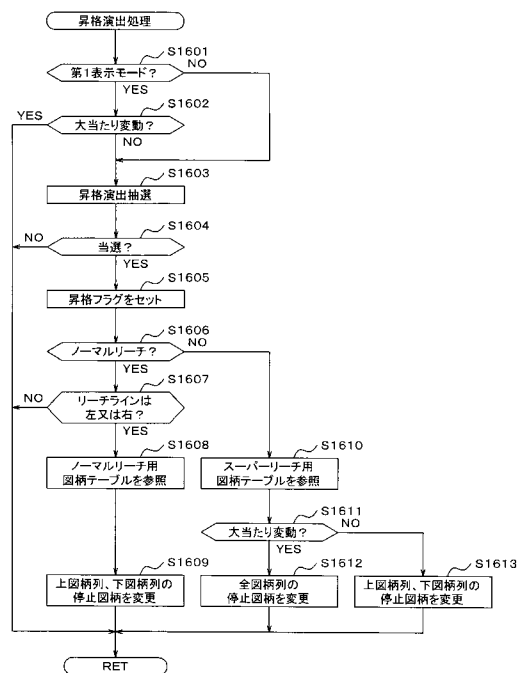 昇格演出処理
S1601
第1表示モード?
NO
YES
S1602
YES
大当たり変動?
NO
S1603
昇格演出抽選
S1604
NO
当選?
YES
S1605
昇格フラグをセット
S1606
ノーマルリーチ?
NO
YES
S1607
NO
リーチラインは
左又は右?
YES
S1608
ノーマルリーチ用
図柄テーブルを参照
S1610
スーパーリーチ用
図柄テーブルを参照
S1611
大当たり変動?
NO
YES
S1609
上図柄列、下図柄列の
停止図柄を変更
S1612
全図柄列の
停止図柄を変更
S1613
上図柄列、下図柄列の
停止図柄を変更
RET